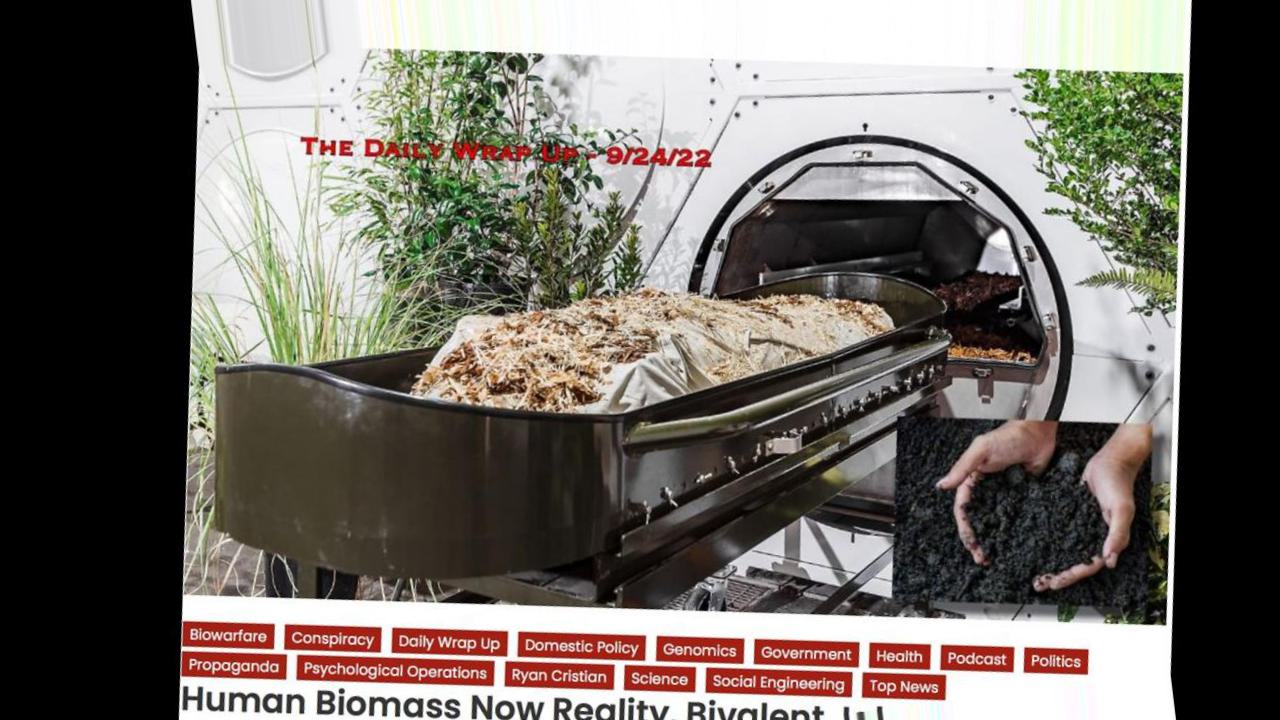 The Daily Wrap Up - 9/24/22
Biowarfare Conspiracy Daily Wrap Up Domestic Policy Genomics Government Health Podcast Politics
Propaganda Psychological Operations Ryan Cristian Science Social Engineering Top News
Human Biomass Now Reality, Bivalent